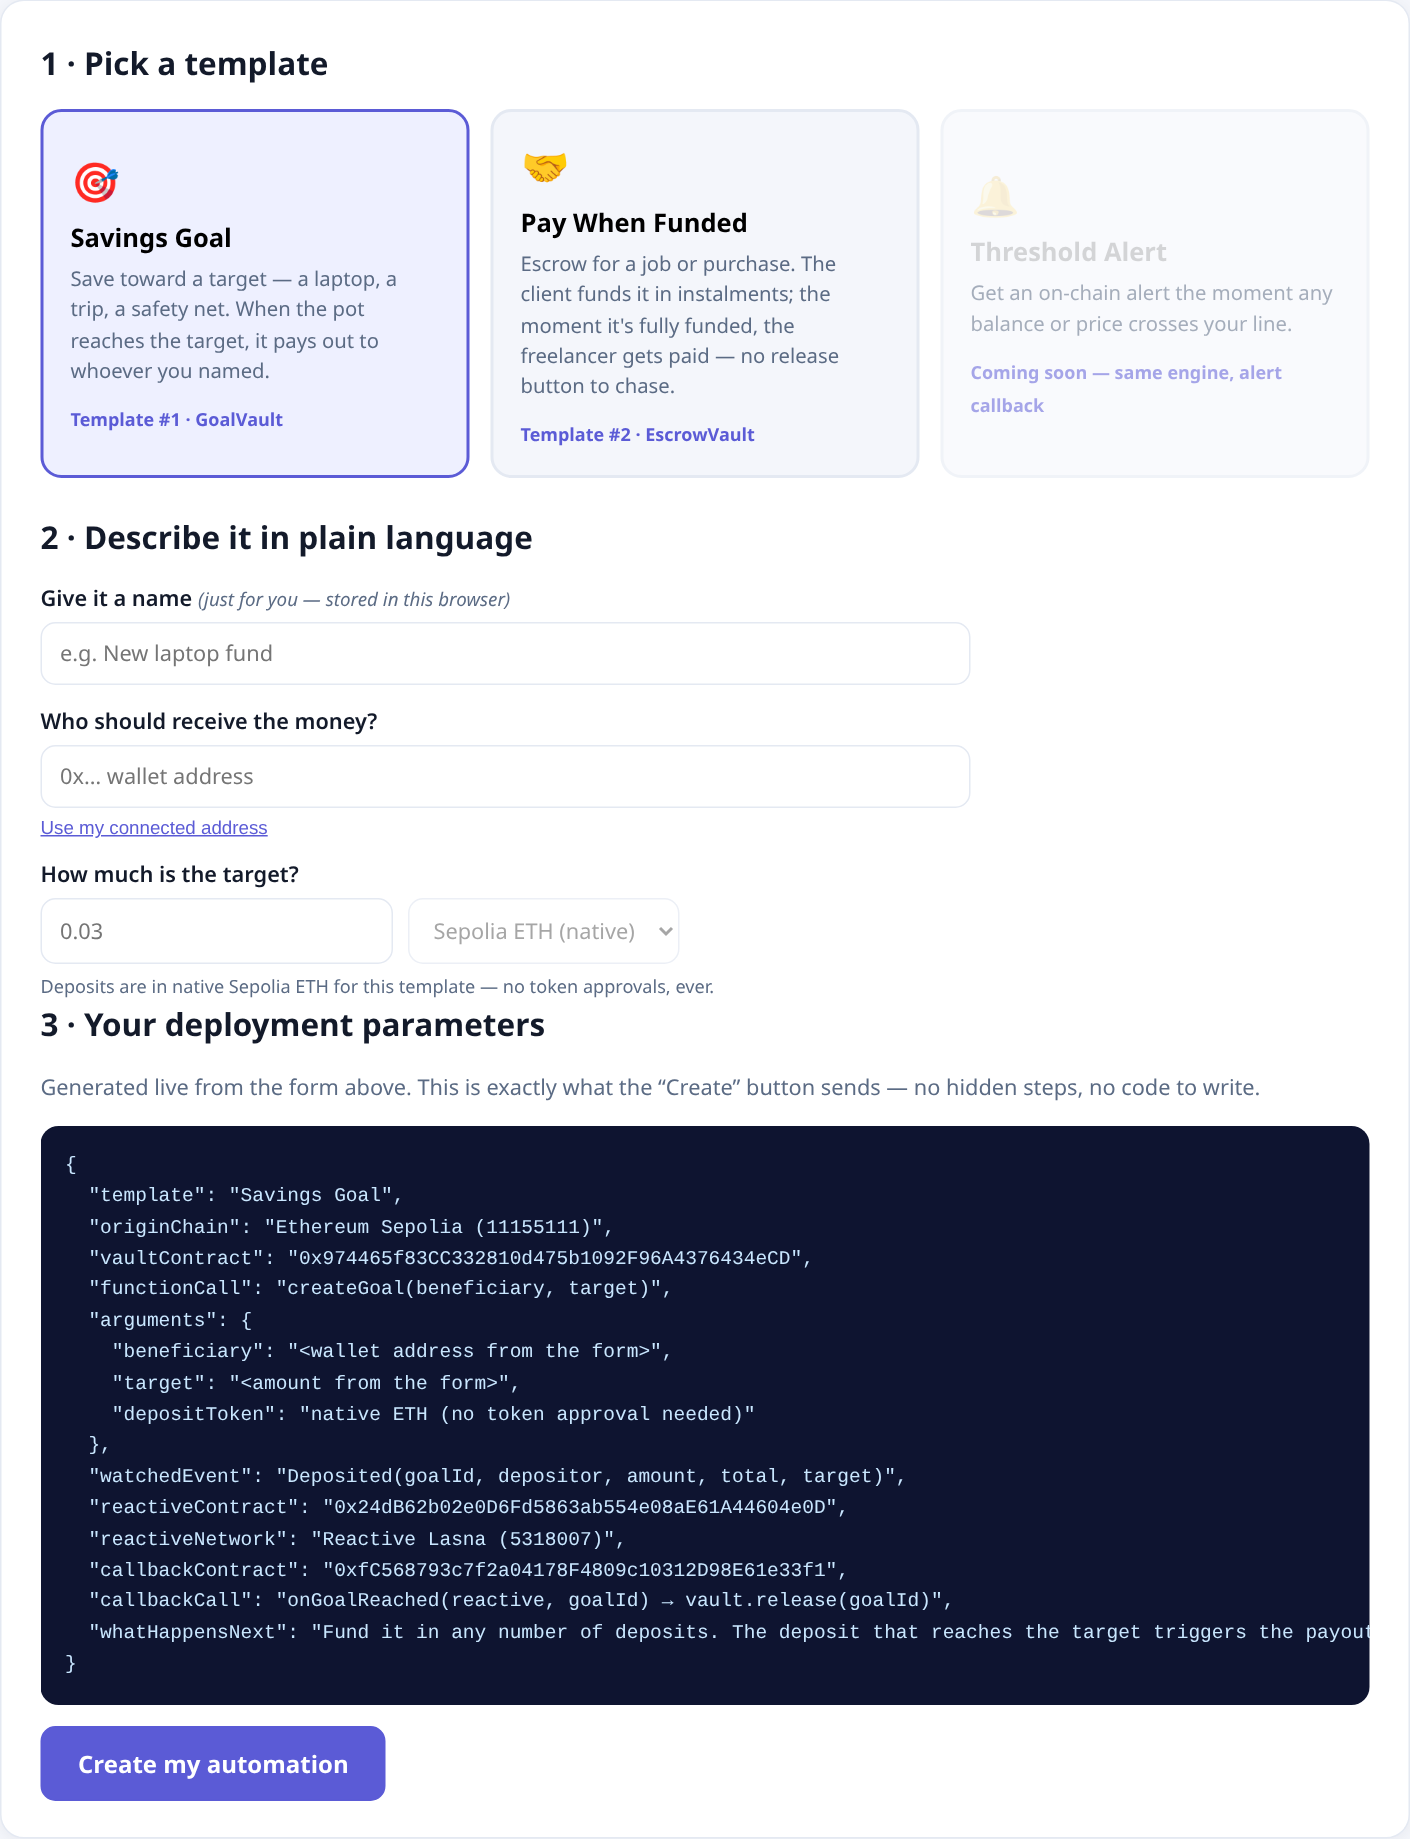 1 · Pick a template
Savings Goal
Save toward a target — a laptop, a
trip, a safety net. When the pot
reaches the target, it pays out to
whoever you named.
Template #1 · GoalVault
Pay When Funded
Escrow for a job or purchase. The
client funds it in instalments; the
moment it's fully funded, the
freelancer gets paid — no release
button to chase.
Template #2 · EscrowVault
Threshold Alert
Get an on-chain alert the moment any
balance or price crosses your line.
Coming soon — same engine, alert
callback
2 · Describe it in plain language
Give it a name (just for you — stored in this browser)
e.g. New laptop fund
Who should receive the money?
0x... wallet address
Use my connected address
How much is the target?
0.03
Sepolia ETH (native)
Deposits are in native Sepolia ETH for this template — no token approvals, ever.
3 · Your deployment parameters
Generated live from the form above. This is exactly what the “Create” button sends — no hidden steps, no code to write.
{
"template": "Savings Goal",
"originChain": "Ethereum Sepolia (11155111)",
"vaultContract": "0x974465f83CC332810d475b1092F96A4376434eCD",
"functionCall": "createGoal(beneficiary, target)",
"arguments": {
"beneficiary": "<wallet address from the form>",
"target": "<amount from the form>",
"depositToken": "native ETH (no token approval needed)"
},
"watchedEvent": "Deposited(goalId, depositor, amount, total, target)",
"reactiveContract": "0x24dB62b02e0D6Fd5863ab554e08aE61A44604e0D",
"reactiveNetwork": "Reactive Lasna (5318007)",
"callbackContract": "0xfC568793c7f2a04178F4809c10312D98E61e33f1",
"callbackCall": "onGoalReached(reactive, goalId) → vault.release(goalId)",
"whatHappensNext": "Fund it in any number of deposits. The deposit that reaches the target triggers the payout
}
Create my automation